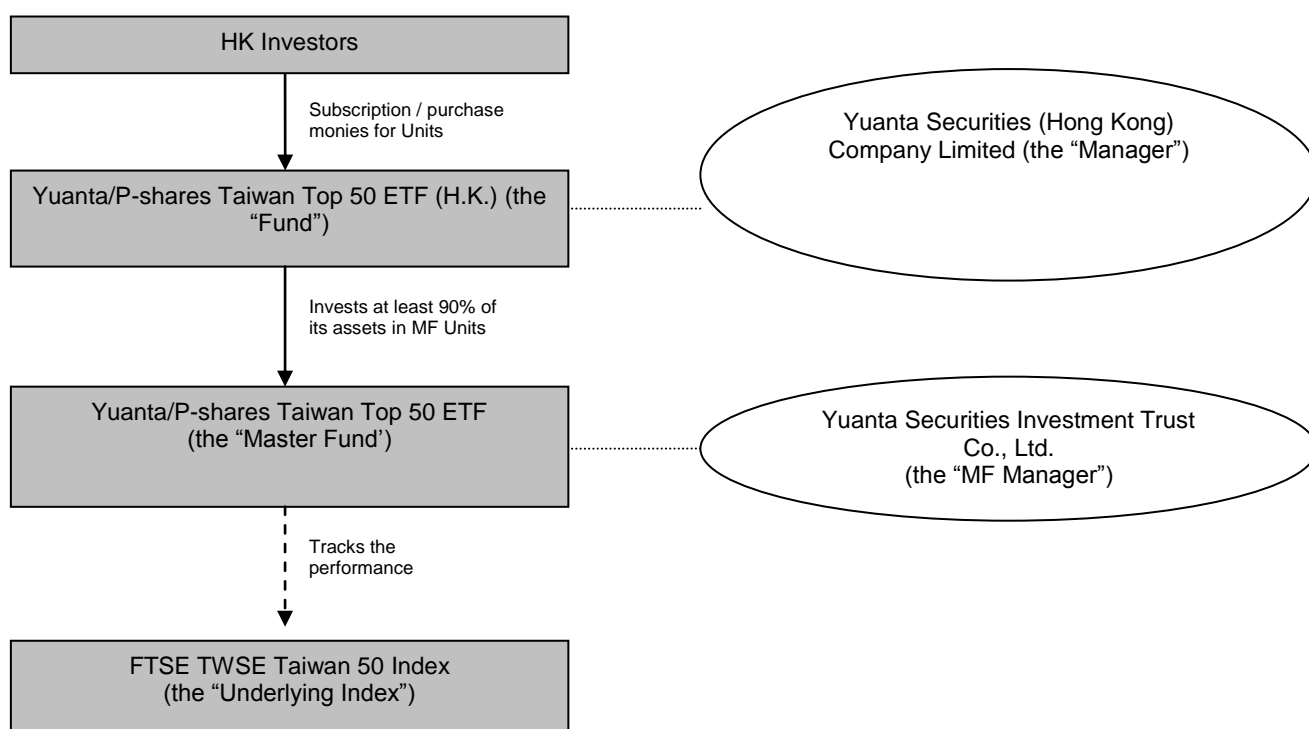 HK Investors
Subscription / purchase
monies for Units
Yuanta Securities (Hong Kong)
Company Limited (the “Manager”)
Yuanta/P-shares Taiwan Top 50 ETF (H.K.) (the
“Fund”)
Invests at least 90% of
its assets in MF Units
Yuanta/P-shares Taiwan Top 50 ETF
(the “Master Fund’)
Yuanta Securities Investment Trust
Co., Ltd.
(the “MF Manager”)
Tracks the
performance
FTSE TWSE Taiwan 50 Index
(the “Underlying Index”)